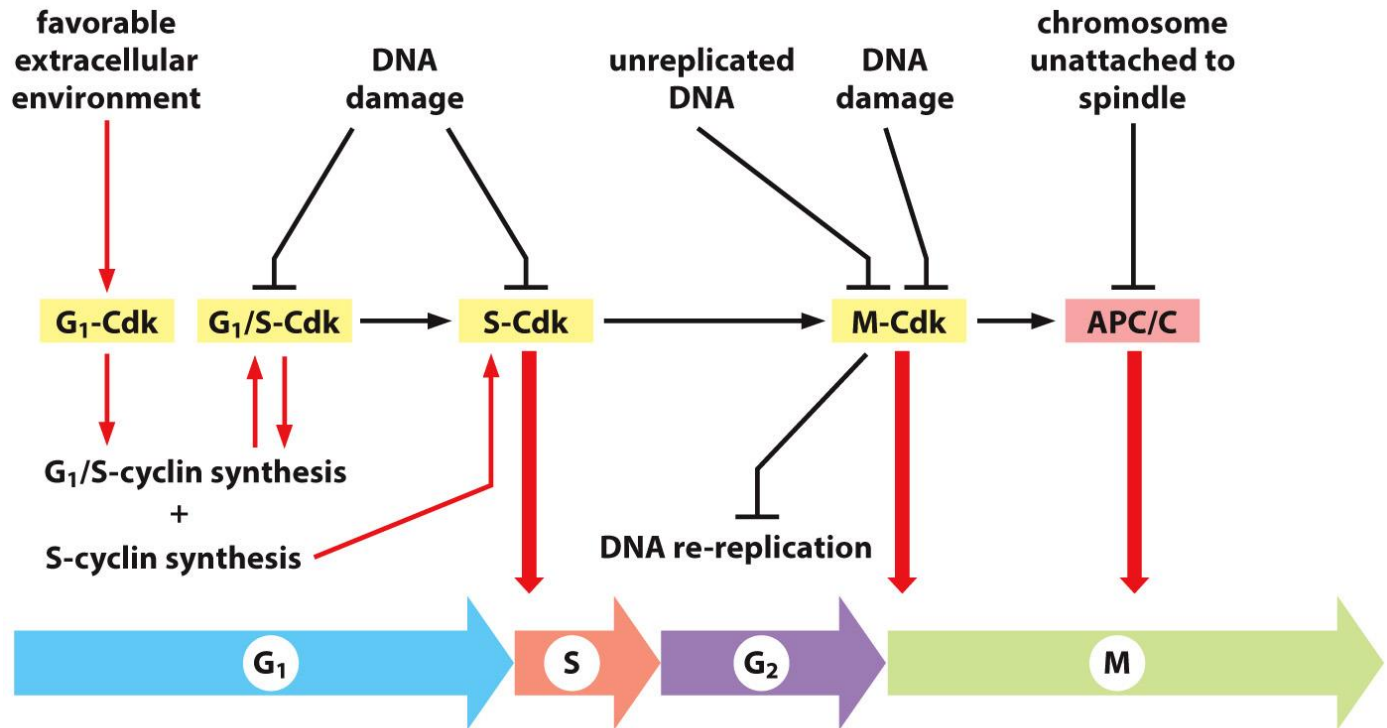 favorable
extracellular
environment
DNA
damage
unreplicated
DNA
DNA
damage
chromosome
unattached to
spindle
G₁-Cdk
G₁/S-Cdk
S-Cdk
M-Cdk
APC/C
G₁/S-cyclin synthesis
+
S-cyclin synthesis
DNA re-replication
G₁
S
G₂
M